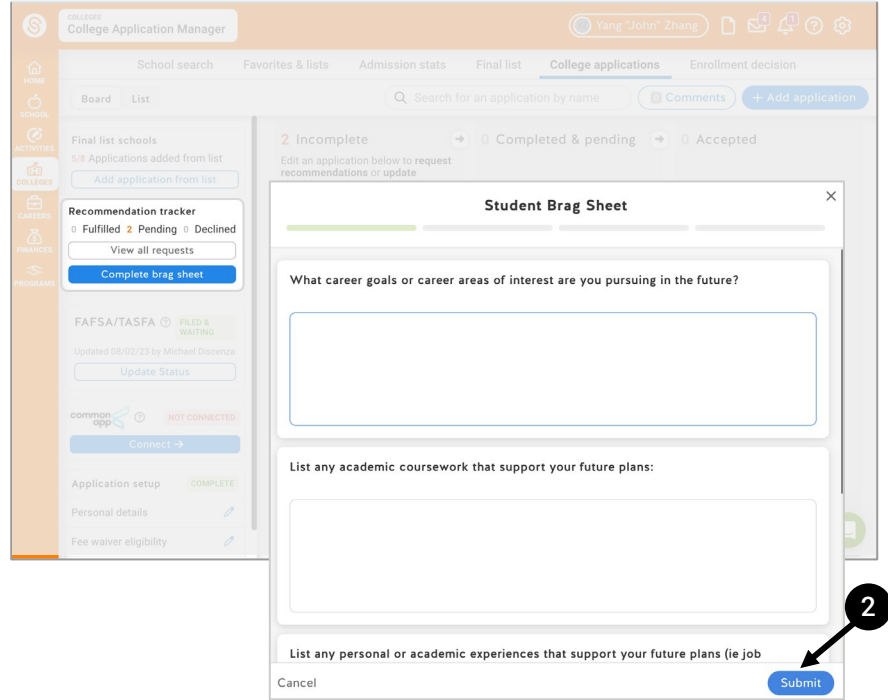 COLLEGES
College Application Manager
Yang "John" Zhang
4
1
HOME
SCHOOL
ACTIVITIES
COLLEGES
CAREERS
FINANCES
PROGRAMS
School search
Favorites & lists
Admission stats
Final list
College applications
Enrollment decision
Board
List
Search for an application by name
Comments
+ Add application
Final list schools
5/8 Applications added from list
Add application from list
2 Incomplete
0 Completed & pending
0 Accepted
Edit an application below to request
recommendations or update
Recommendation tracker
0 Fulfilled 2 Pending 0 Declined
View all requests
Complete brag sheet
FAFSA/TASFA
FILED &
WAITING
Updated 08/02/23 by Michael Discenza
Update Status
common
app
NOT CONNECTED
Connect →
Application setup
COMPLETE
Personal details
Fee waiver eligibility
Student Brag Sheet
What career goals or career areas of interest are you pursuing in the future?
List any academic coursework that support your future plans:
List any personal or academic experiences that support your future plans (ie job
Cancel
Submit
2